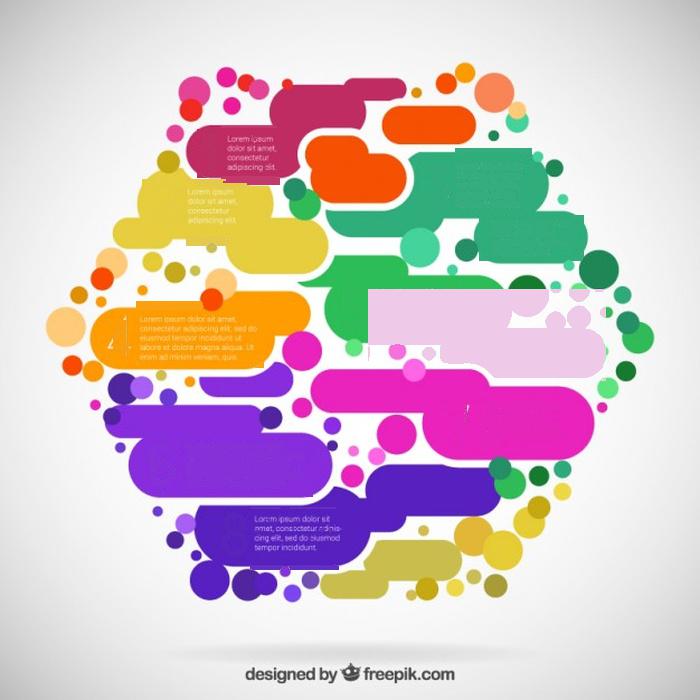 Lorem ipsum
dolor sit amet,
consectetur
adipiscing elit.
Lorem ipsum
dolor sit amet,
consectetur
adipiscing elit.
Lorem ipsum dolor sit amet,
consectetur adipiscing elit, sed do
eiusmod tempor incididunt ut
labore et dolore magna aliqua. Ut
enim ad minim veniam, quis
Lorem ipsum dolor sit
amet, consectetur adipis-
cing elit, sed do eiusmod
tempor incididunt.
designed by freepik.com